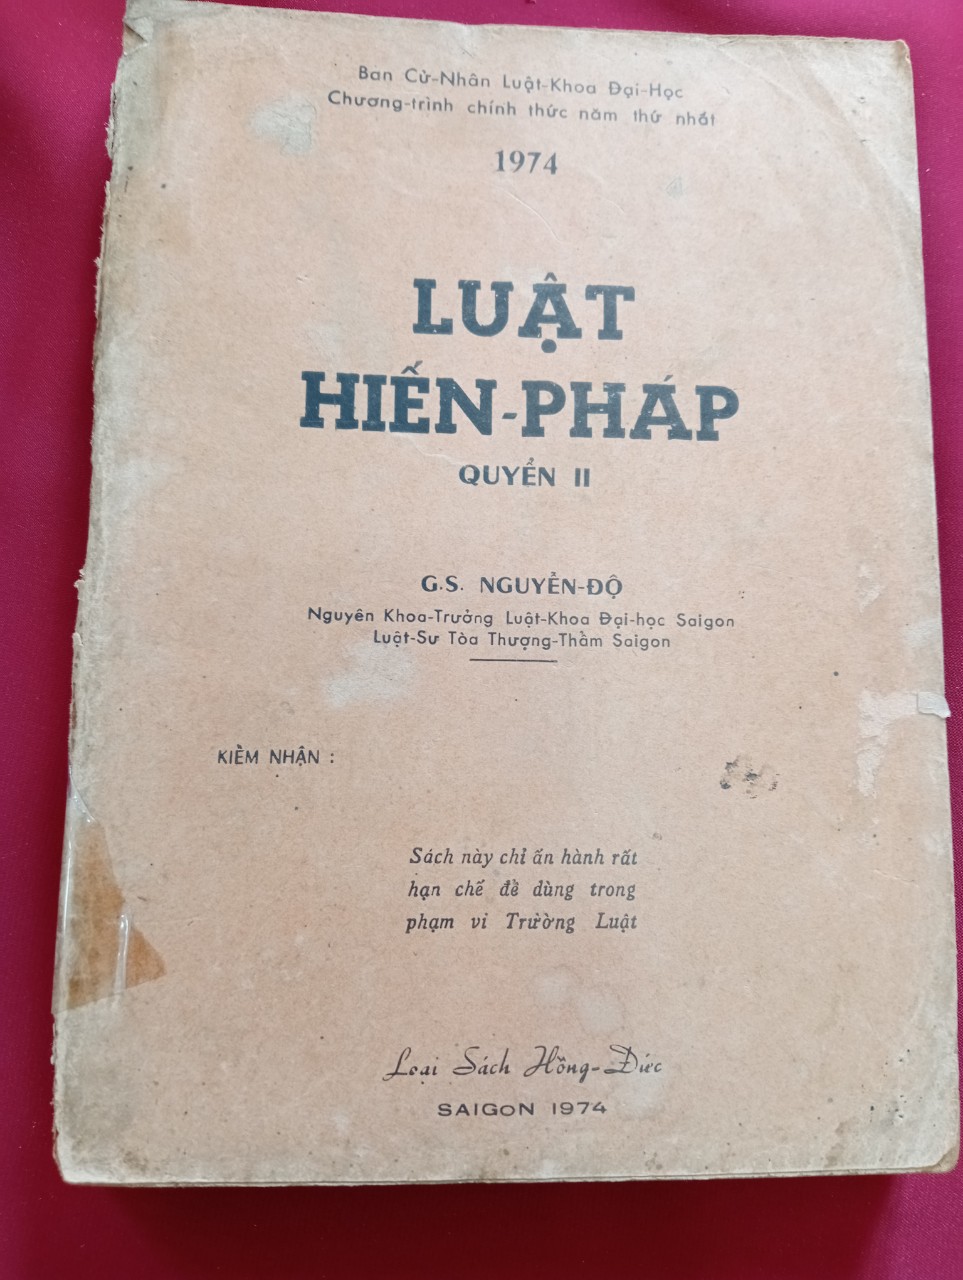 Ban Cử-Nhân Luật-Khoa Đại-Học
Chương-trình chính thức năm thứ nhất
1974
LUẬT
HIẾN-PHÁP
QUYỂN II
G.S. NGUYỄN-ĐỘ
Nguyên Khoa-Trưởng Luật-Khoa Đại-học Saigon
Luật-Sư Tòa Thượng-Thẩm Saigon
KIỂM NHẬN :
Sách này chỉ ấn hành rất
hạn chế để dùng trong
phạm vi Trường Luật
Loại Sách Hồng-Đức
SAIGON 1974